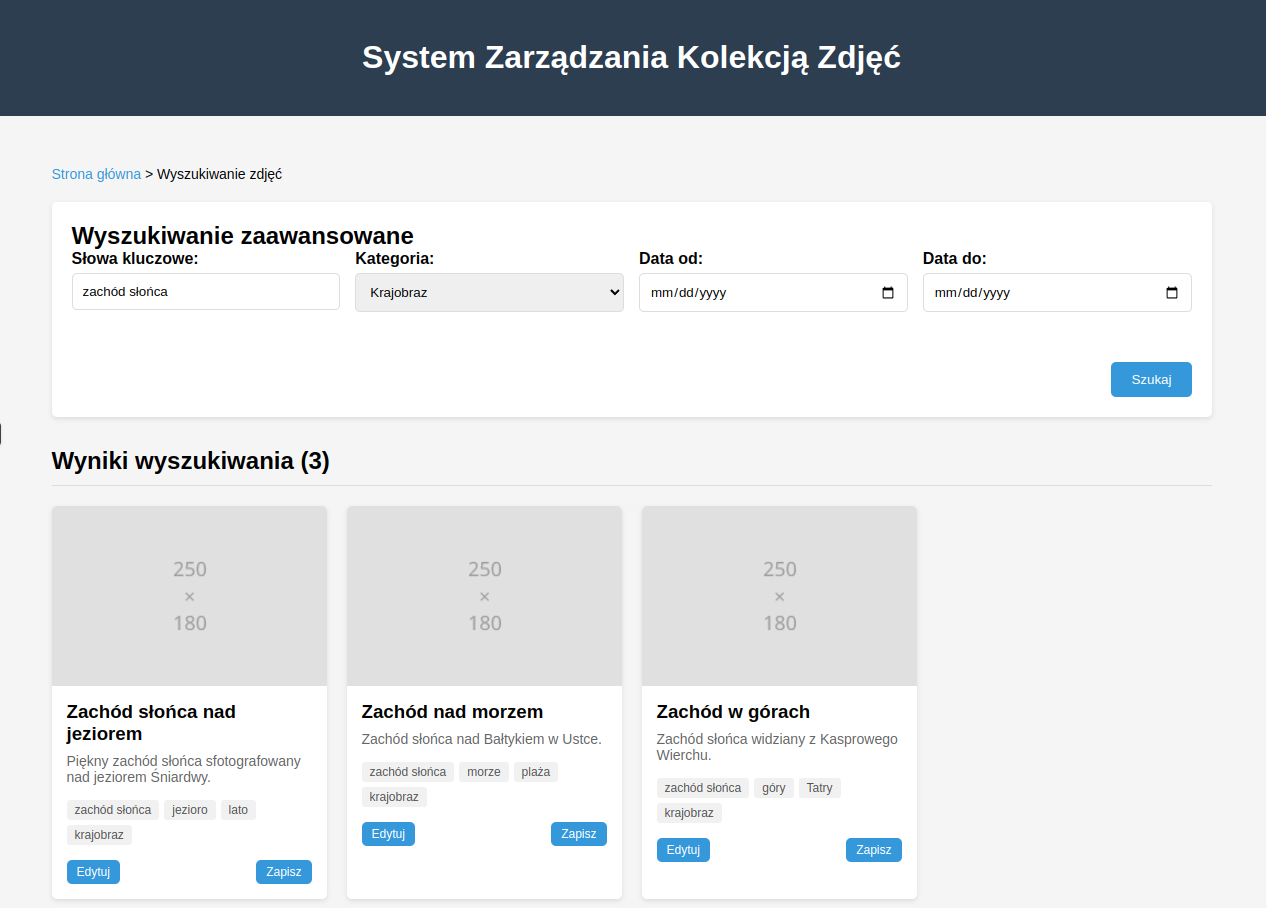 System Zarządzania Kolekcją Zdjęć
Strona główna > Wyszukiwanie zdjęć
Wyszukiwanie zaawansowane
Słowa kluczowe:
zachód słońca
Kategoria:
Krajobraz
Data od:
mm/dd/yyyy
Data do:
mm/dd/yyyy
Szukaj
Wyniki wyszukiwania (3)
250
×
180
Zachód słońca nad
jeziorem
Piękny zachód słońca sfotografowany
nad jeziorem Śniardwy.
zachód słońca jezioro lato
krajobraz
Edytuj Zapisz
250
×
180
Zachód nad morzem
Zachód słońca nad Bałtykiem w Ustce.
zachód słońca morze plaża
krajobraz
Edytuj Zapisz
250
×
180
Zachód w górach
Zachód słońca widziany z Kasprowego
Wierchu.
zachód słońca góry Tatry
krajobraz
Edytuj Zapisz